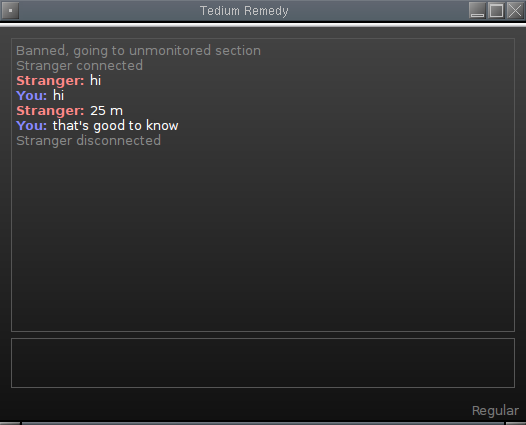 Tedium Remedy
Banned, going to unmonitored section
Stranger connected
Stranger: hi
You: hi
Stranger: 25 m
You: that's good to know
Stranger disconnected
Regular